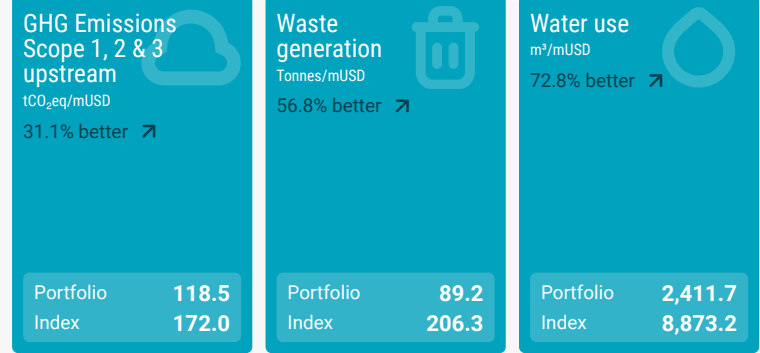 GHG Emissions
Scope 1, 2 & 3
upstream
tCO₂eq/mUSD
31.1% better
Portfolio 118.5
Index 172.0
Waste
generation
Tonnes/mUSD
56.8% better
Portfolio 89.2
Index 206.3
Water use
m³/mUSD
72.8% better
Portfolio 2,411.7
Index 8,873.2